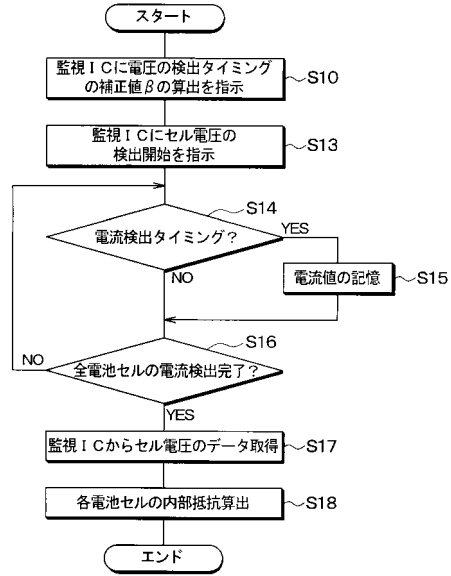 スタート
監視ＩＣに電圧の検出タイミング
の補正値βの算出を指示
S10
監視ＩＣにセル電圧の
検出開始を指示
S13
S14
電流検出タイミング？
YES
NO
電流値の記憶
S15
S16
NO
全電池セルの電流検出完了？
YES
監視ＩＣからセル電圧のデータ取得
S17
各電池セルの内部抵抗算出
S18
エンド